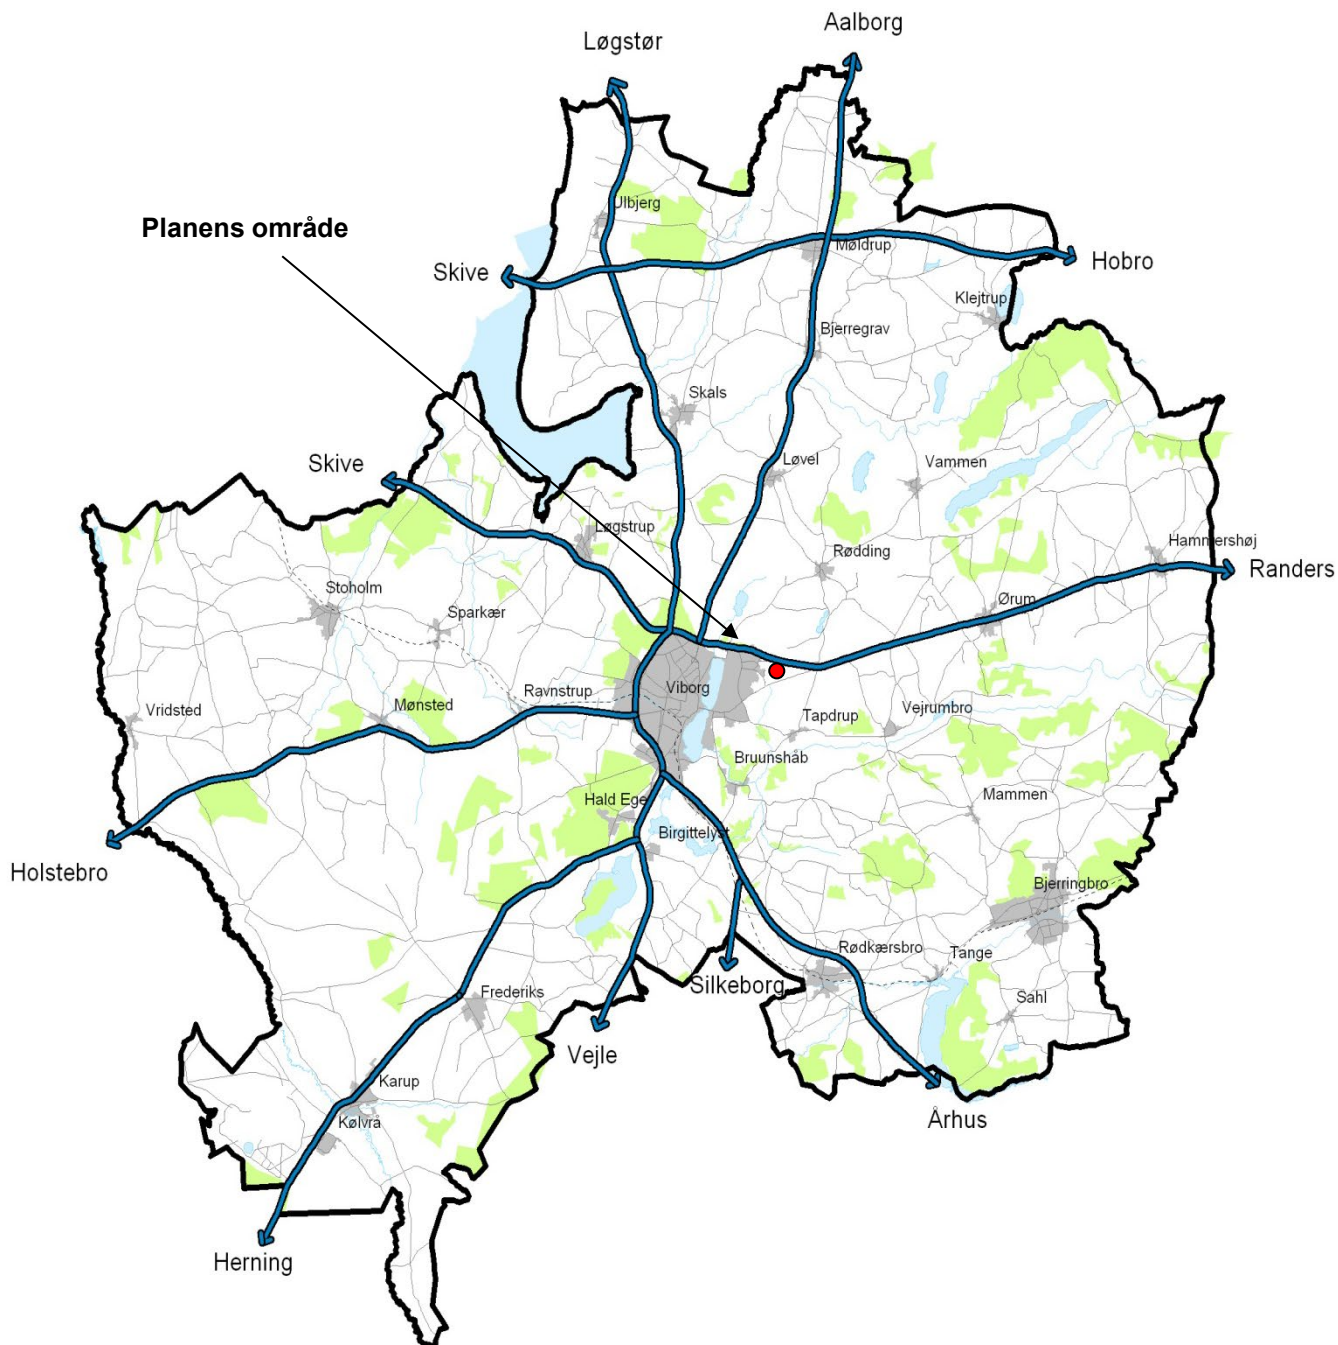 Aalborg
Løgstør
Ulbjerg
Planens område
Møldrup
Skive
Hobro
Klejtrup
Bjerregrav
Skals
Løvel
Vammen
Skive
Løgstrup
Rødding
Hammershøj
Randers
Stoholm
Sparkær
Ørum
Viborg
Ravnstrup
Mønsted
Vridsted
Tapdrup
Vejrumbro
Bruunshåb
Hald Ege
Mammen
Birgittelyst
Holstebro
Bjerringbro
Rødkærsbro
Tange
Silkeborg
Frederiks
Sahl
Vejle
Karup
Århus
Kølvrå
Herning